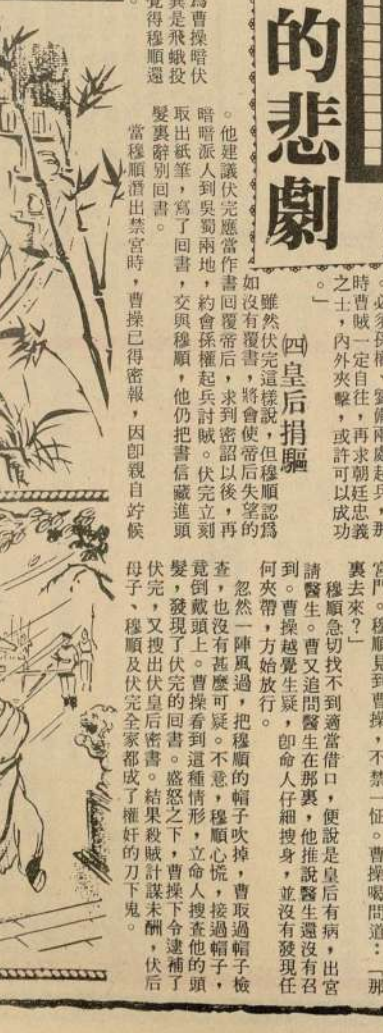 的悲劇
為曹操暗伏
異是飛蛾投
覺得穆順還
。
。必須孫權、劉備兩處起兵，那
時曹賊一定自往，再求朝廷忠義
之士，內外夾擊，或許可以成功
。」
㈣皇后捐驅
雖然伏完這樣說，但穆順認為
如沒有覆書，將會使帝后失望的
。他建議伏完應當作書回覆帝后，求到密詔以後，再
暗暗派人到吳蜀兩地，約會孫權起兵討賊。伏完立刻
取出紙筆，寫了回書，交與穆順，他仍把書信藏進頭
髮裏辭別回書。
當穆順潛出禁宮時，曹操已得密報，因卽親自竚候
宮門。穆順見到曹操，不禁一怔。曹操喝問道：「那
裏去來？」
穆順急切找不到適當借口，便說是皇后有病，出宮
請醫生。曹又追問醫生在那裏，他推說醫生還沒有召
到。曹操越覺生疑，卽命人仔細搜身，並沒有發現任
何夾帶，方始放行。
忽然一陣風過，把穆順的帽子吹掉，曹取過帽子檢
查，也沒有甚麼可疑。不意，穆順心慌，接過帽子，
竟倒戴頭上。曹操看到這種情形，立命人搜查他的頭
髮，發現了伏完的回書。盛怒之下，曹操下令逮補了
伏完，又搜出伏皇后密書。結果殺賊計謀未酬，伏后
母子、穆順及伏完全家都成了權奸的刀下鬼。